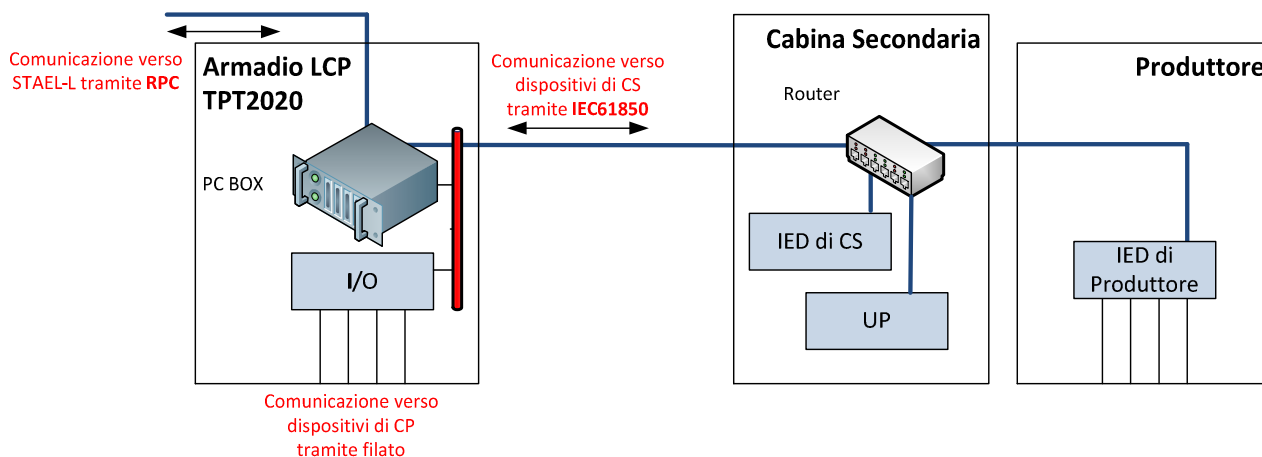 Comunicazione verso
STAEL-L tramite RPC
Armadio LCP
TPT2020
PC BOX
I/O
Comunicazione verso
dispositivi di CP
tramite filato
Comunicazione verso
dispositivi di CS
tramite IEC61850
Cabina Secondaria
Router
IED di CS
UP
Produttore
IED di
Produttore